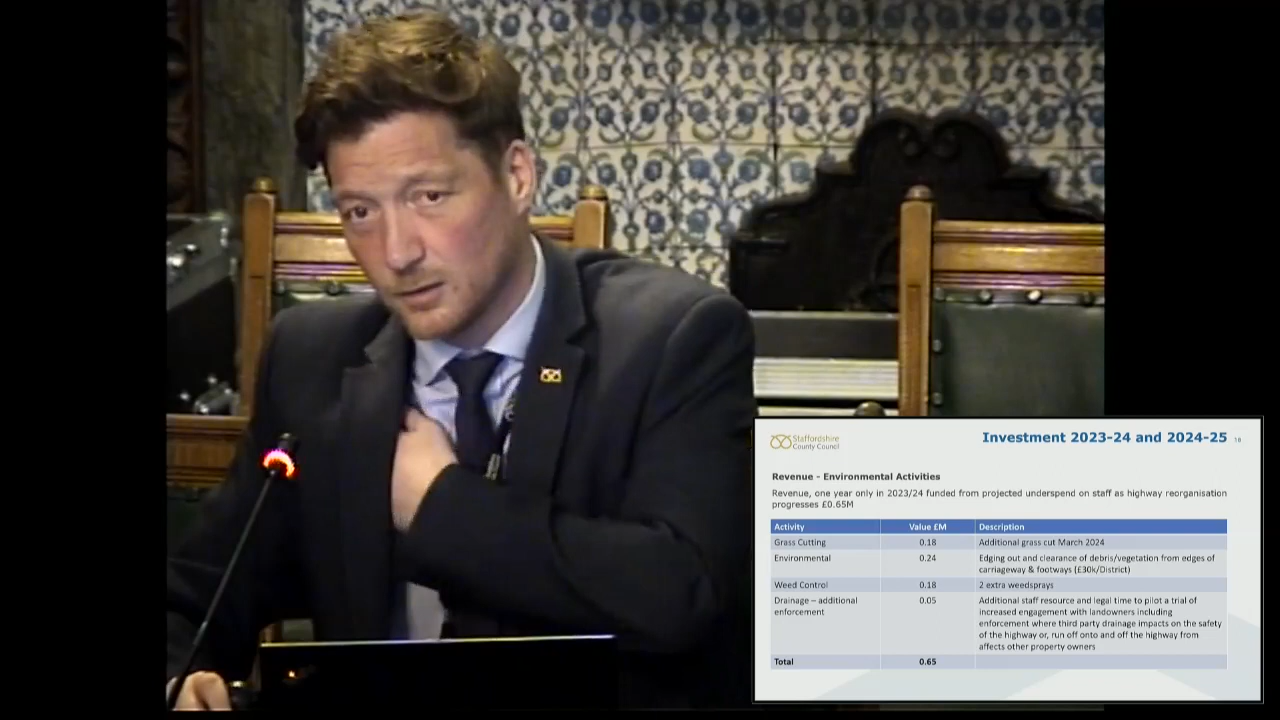 Staffordshire
County Council
Investment 2023-24 and 2024-25
Revenue - Environmental Activities
Revenue, one year only in 2023/24 funded from projected underspend on staff as highway reorganisation
progresses £0.65M
Activity Value £M Description
Grass Cutting 0.18 Additional grass cut March 2024
Environmental 0.24 Edging out and clearance of debris/vegetation from edges of
carriageway & footways (£30k/District)
Weed Control 0.18 2 extra weedsprays
Drainage – additional 0.05 Additional staff resource and legal time to pilot a trial of
enforcement increased engagement with landowners including
enforcement where third party drainage impacts on the safety
of the highway or, run off onto and off the highway from
affects other property owners
Total 0.65